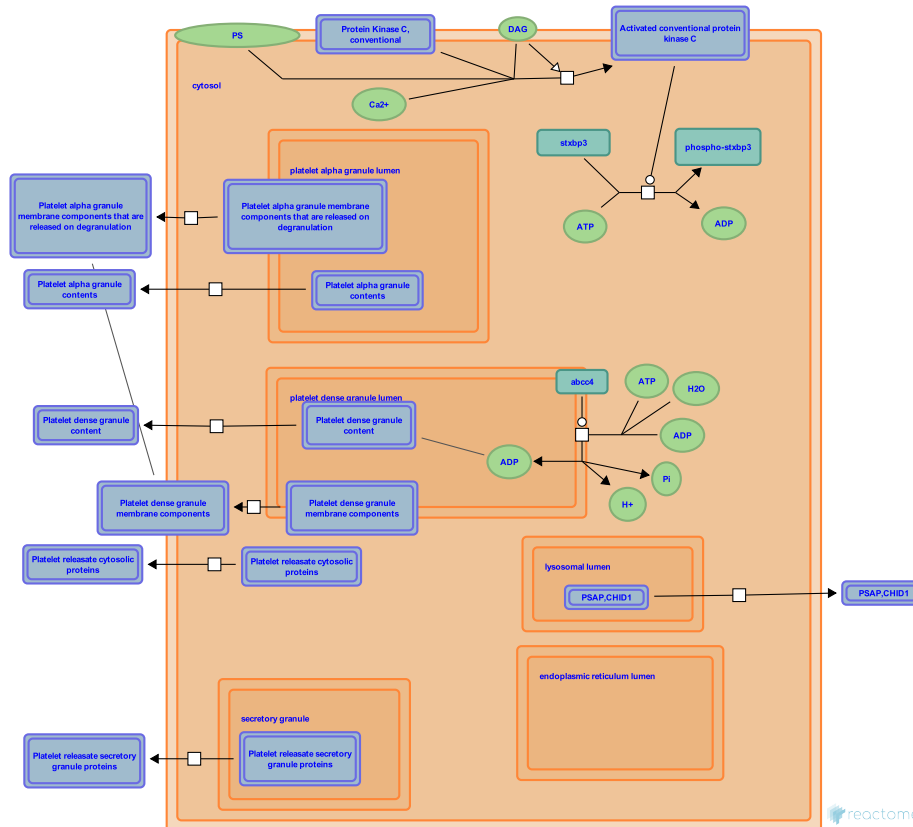 PS
Protein Kinase C,
conventional
DAG
Activated conventional protein
kinase C
cytosol
Ca2+
stxbp3
phospho-stxbp3
ATP
ADP
platelet alpha granule lumen
Platelet alpha granule
membrane components that are
released on degranulation
Platelet alpha granule membrane
components that are released on
degranulation
Platelet alpha granule
contents
Platelet alpha granule
contents
platelet dense granule lumen
abcc4
ATP
H2O
Platelet dense granule
content
Platelet dense granule
content
ADP
ADP
Pi
H+
Platelet dense granule
membrane components
Platelet dense granule
membrane components
Platelet releasate cytosolic
proteins
Platelet releasate cytosolic
proteins
lysosomal lumen
PSAP,CHID1
PSAP,CHID1
endoplasmic reticulum lumen
secretory granule
Platelet releasate secretory
granule proteins
Platelet releasate secretory
granule proteins
reactome